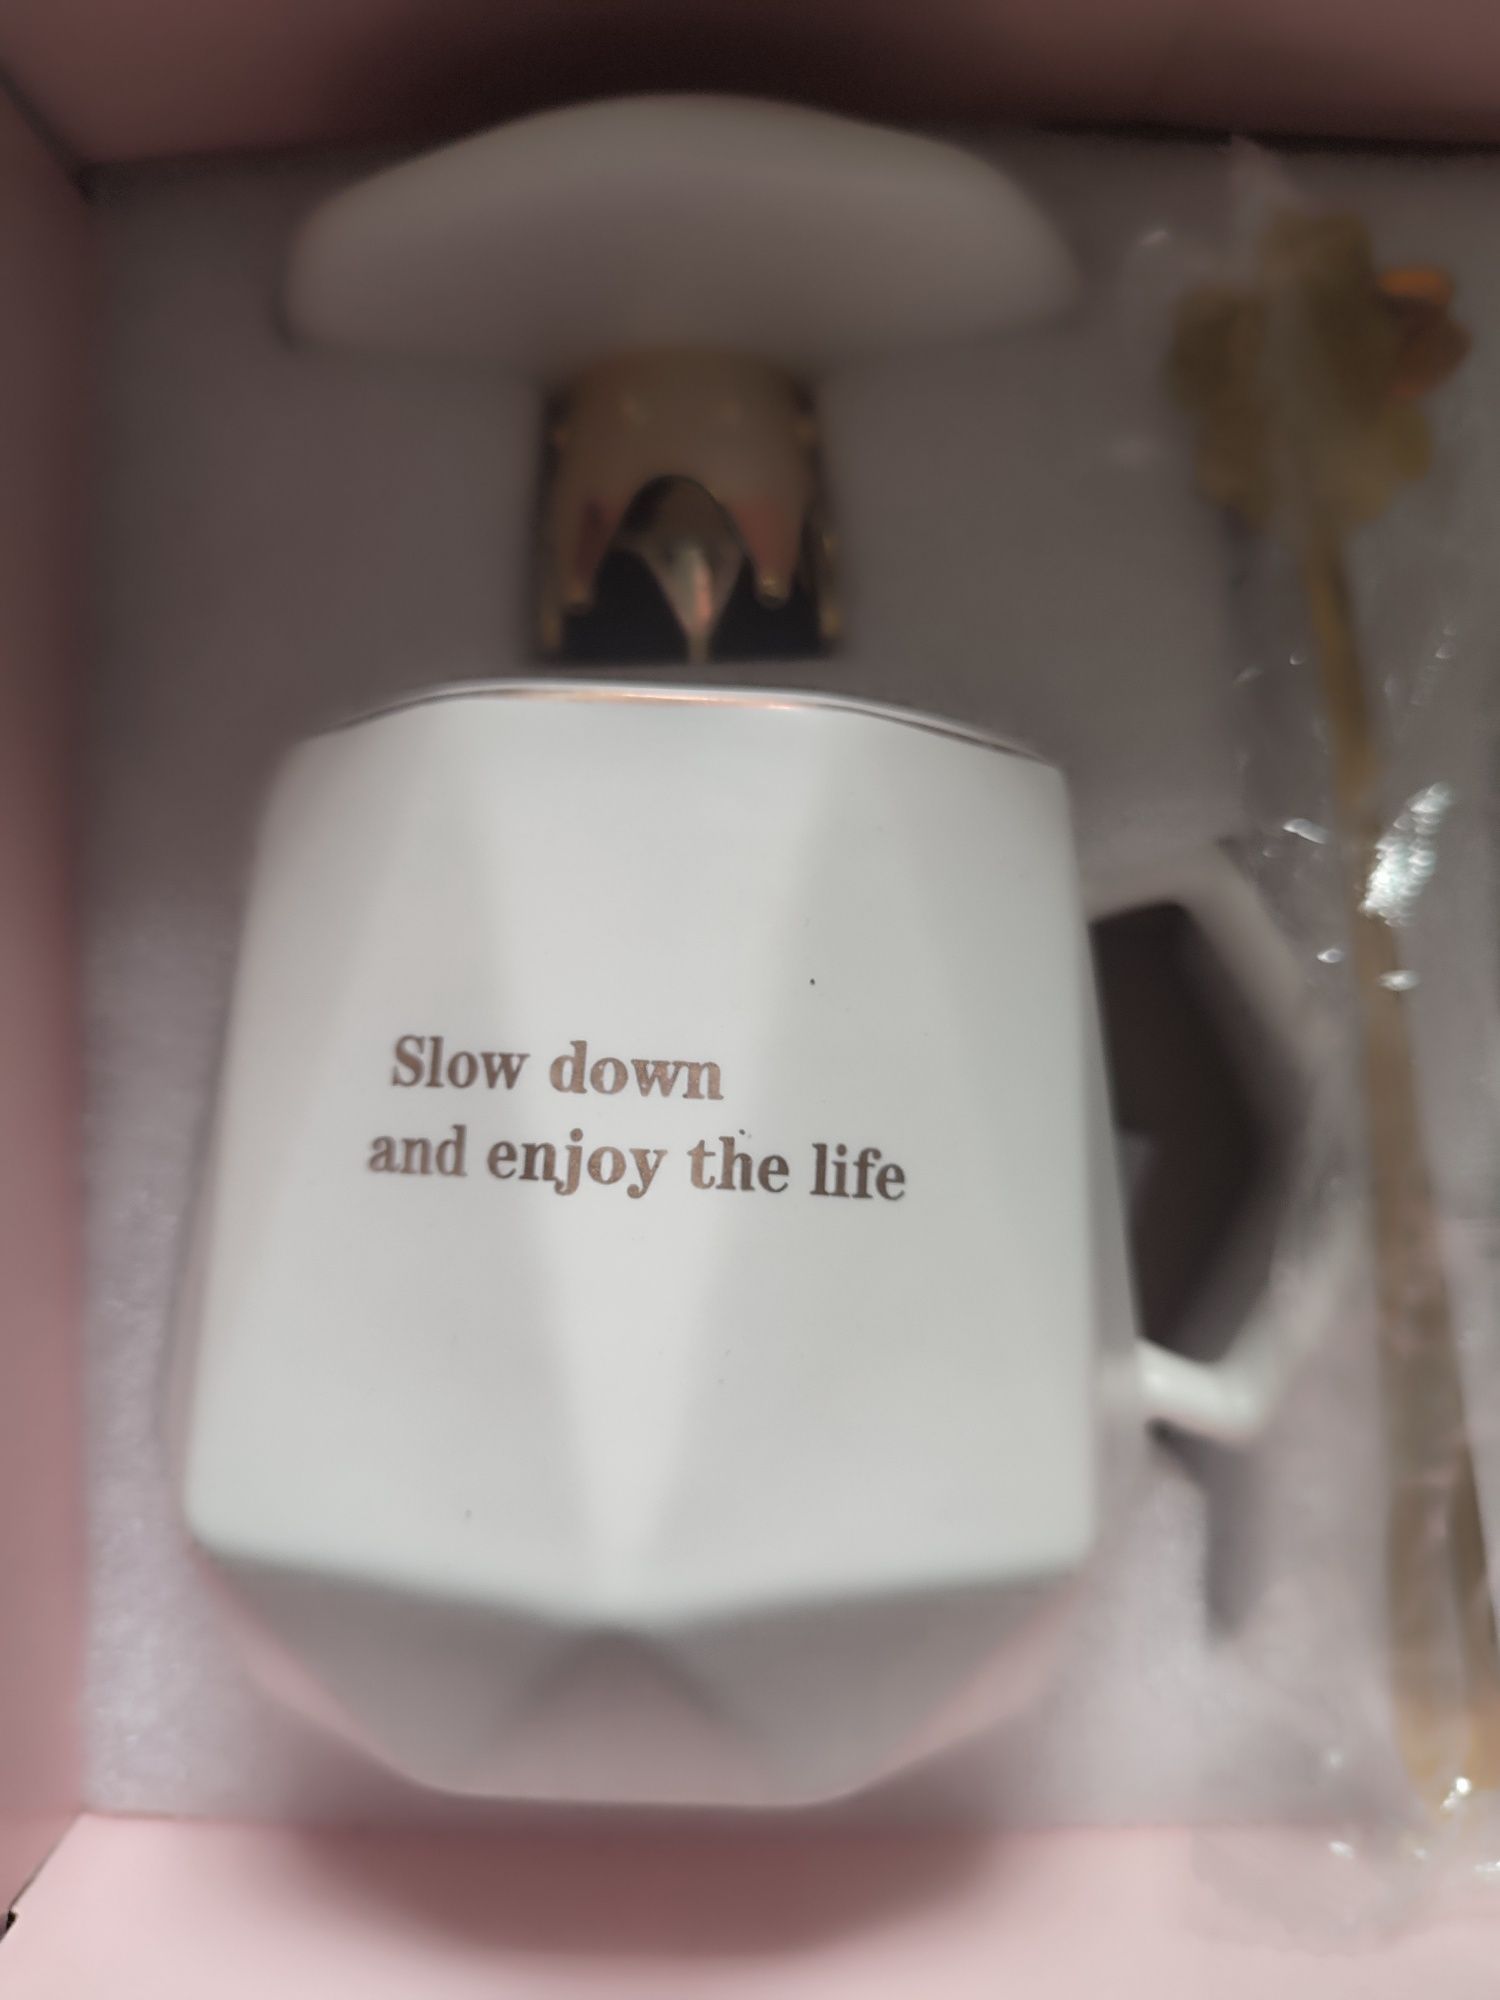 Slow down
and enjoy the life